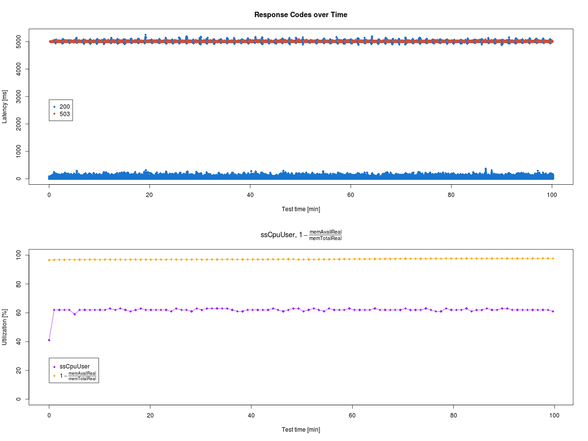 Response Codes over Time
Latency [ms]
5000
4000
3000
2000
1000
0
200
503
0 20 40 60 80 100
Test time [min]
ssCpuUser, 1 − memAvailReal
memTotalReal
Utilization [%]
100
80
60
40
20
0
ssCpuUser
1 − memAvailReal
memTotalReal
0 20 40 60 80 100
Test time [min]